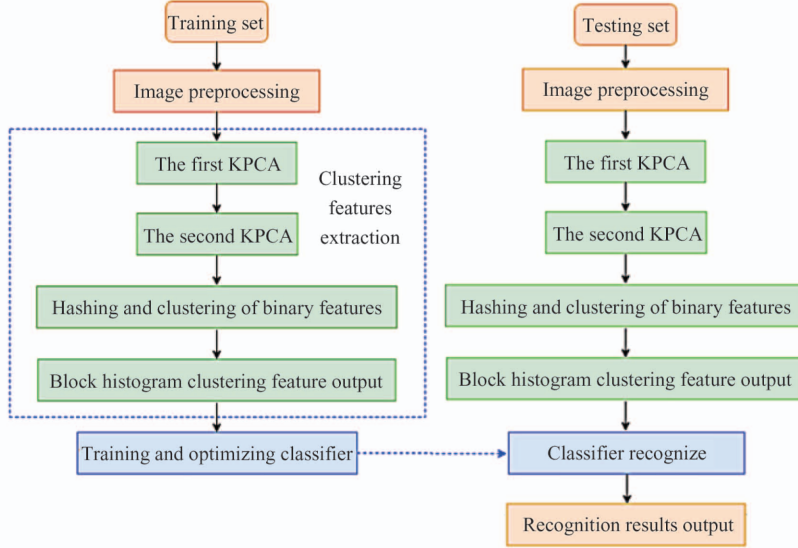 Training set
Image preprocessing
The first KPCA
Clustering
features
extraction
The second KPCA
Hashing and clustering of binary features
Block histogram clustering feature output
Training and optimizing classifier
Testing set
Image preprocessing
The first KPCA
The second KPCA
Hashing and clustering of binary features
Block histogram clustering feature output
Classifier recognize
Recognition results output